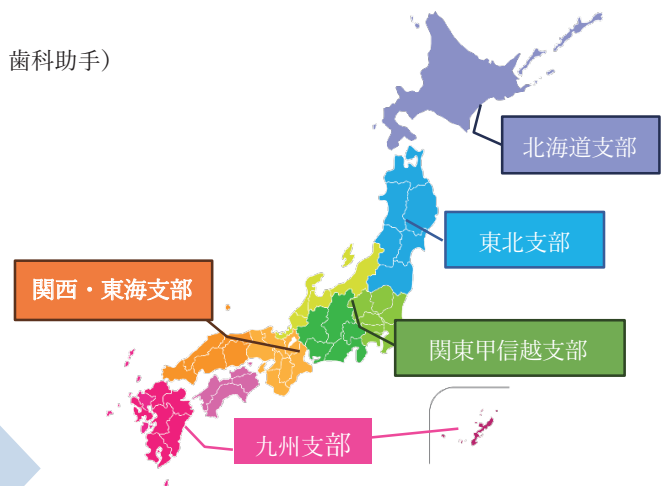 歯科助手）
北海道支部
東北支部
関西・東海支部
関東甲信越支部
九州支部